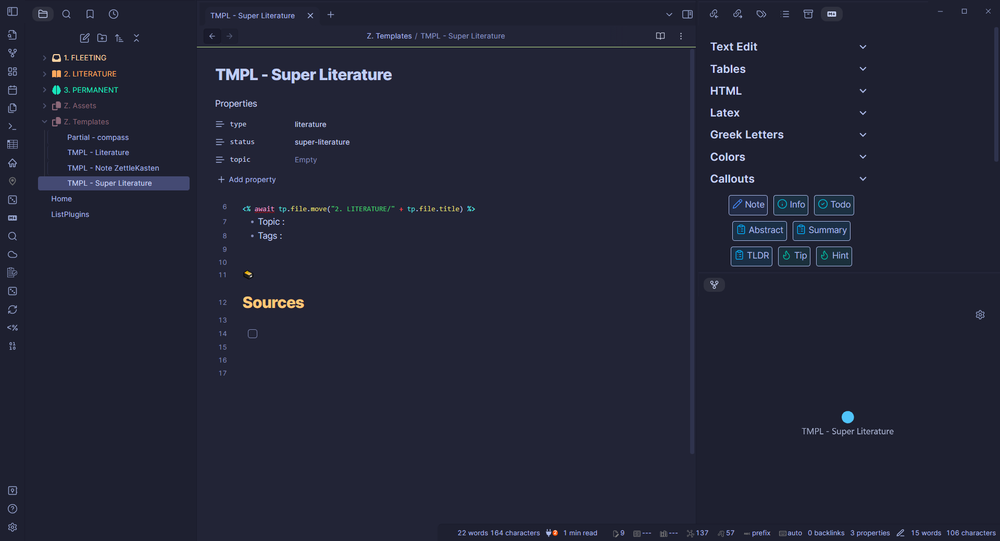 TMPL - Super Literature
Z. Templates / TMPL - Super Literature
1. FLEETING
2. LITERATURE
3. PERMANENT
Z. Assets
Z. Templates
Partial - compass
TMPL - Literature
TMPL - Note ZettleKasten
TMPL - Super Literature
Home
ListPlugins
<%
01
10
TMPL - Super Literature
Properties
type literature
status super-literature
topic Empty
Add property
6 <% await tp.file.move("2. LITERATURE/" + tp.file.title) %>
7 • Topic :
8 • Tags :
9
10
11
12 Sources
13
14
15
16
17
Text Edit
Tables
HTML
Latex
Greek Letters
Colors
Callouts
Note Info Todo
Abstract Summary
TLDR Tip Hint
TMPL - Super Literature
22 words 164 characters 2 1 min read 9 --- --- 137 57 prefix auto 0 backlinks 3 properties 15 words 106 characters